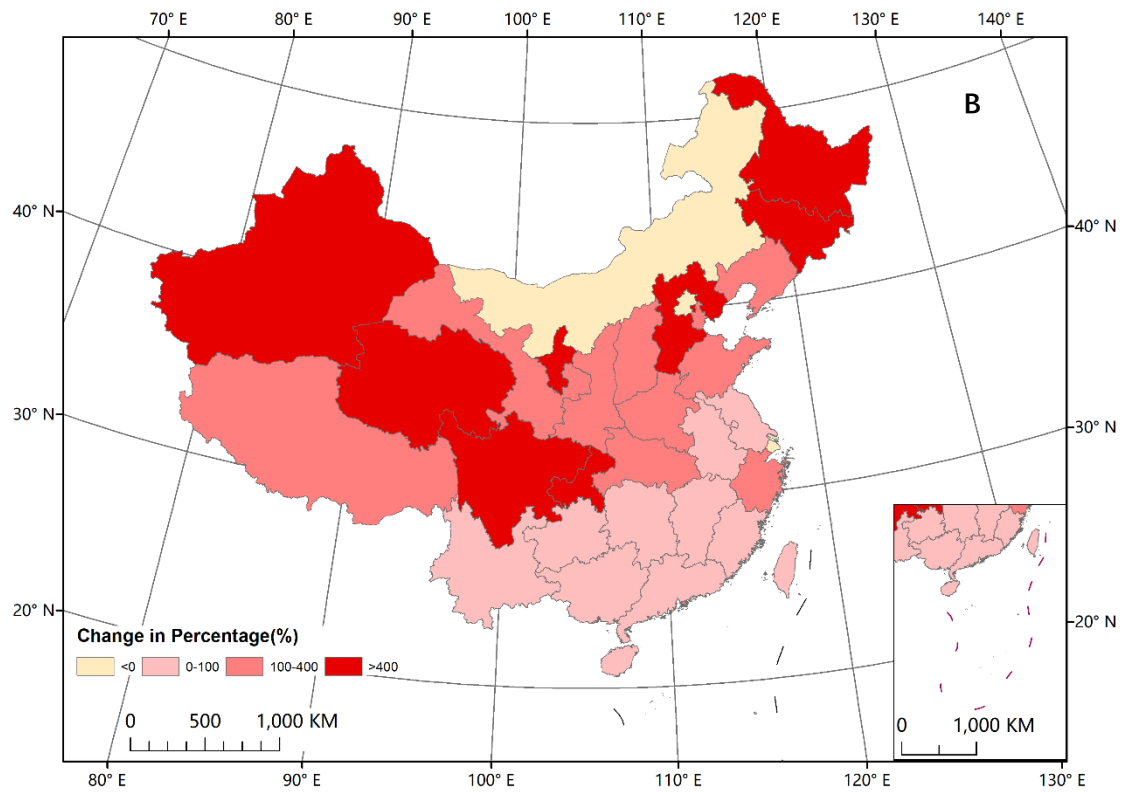 70° E 80° E 90° E 100° E 110° E 120° E 140° E
B
40° N 40° N
30° N 30° N
20° N 20° N
Change in Percentage(%)
<0 0-100 100-400 >400
0 500 1,000 KM
0 1,000 KM
80° E 90° E 100° E 110° E 120° E 130° E